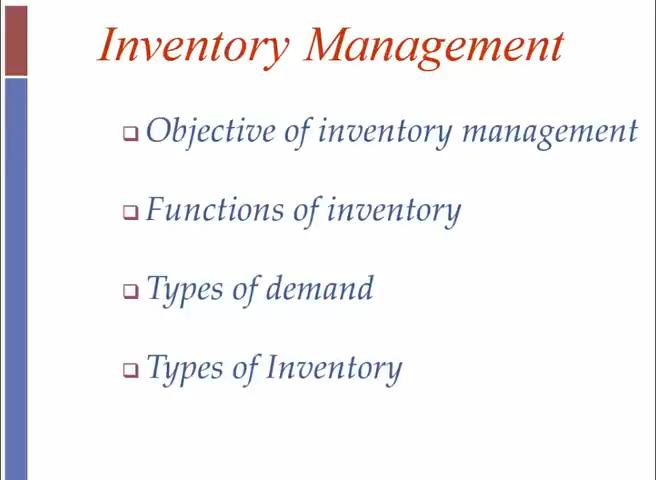 Inventory Management
Objective of inventory management
Functions of inventory
Types of demand
Types of Inventory